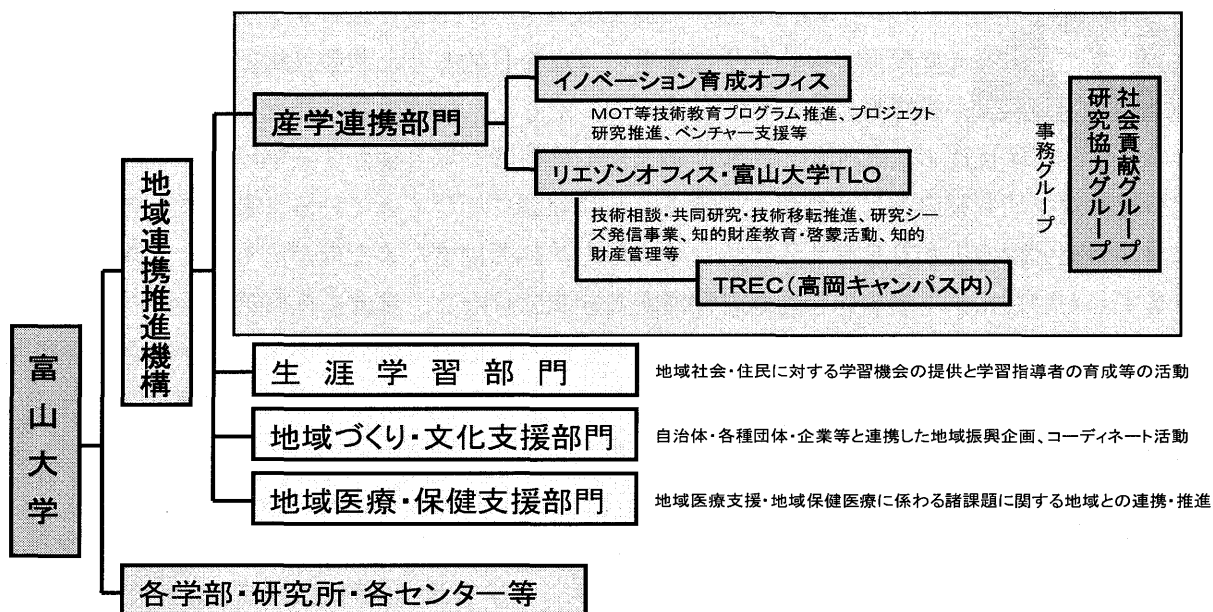 イノベーション育成オフィス
MOT等技術教育プログラム推進、プロジェクト
研究推進、ベンチャー支援等
産学連携部門
リエゾンオフィス・富山大学TLO
技術相談・共同研究・技術移転推進、研究シー
ズ発信事業、知的財産教育・啓蒙活動、知的
財産管理等
TREC(高岡キャンパス内)
社会貢献グループ
研究協力グループ
事務グループ
地域連携推進機構
富山大学
生涯学習部門
地域社会・住民に対する学習機会の提供と学習指導者の育成等の活動
地域づくり・文化支援部門
自治体・各種団体・企業等と連携した地域振興企画、コーディネート活動
地域医療・保健支援部門
地域医療支援・地域保健医療に係わる諸課題に関する地域との連携・推進
各学部・研究所・各センター等